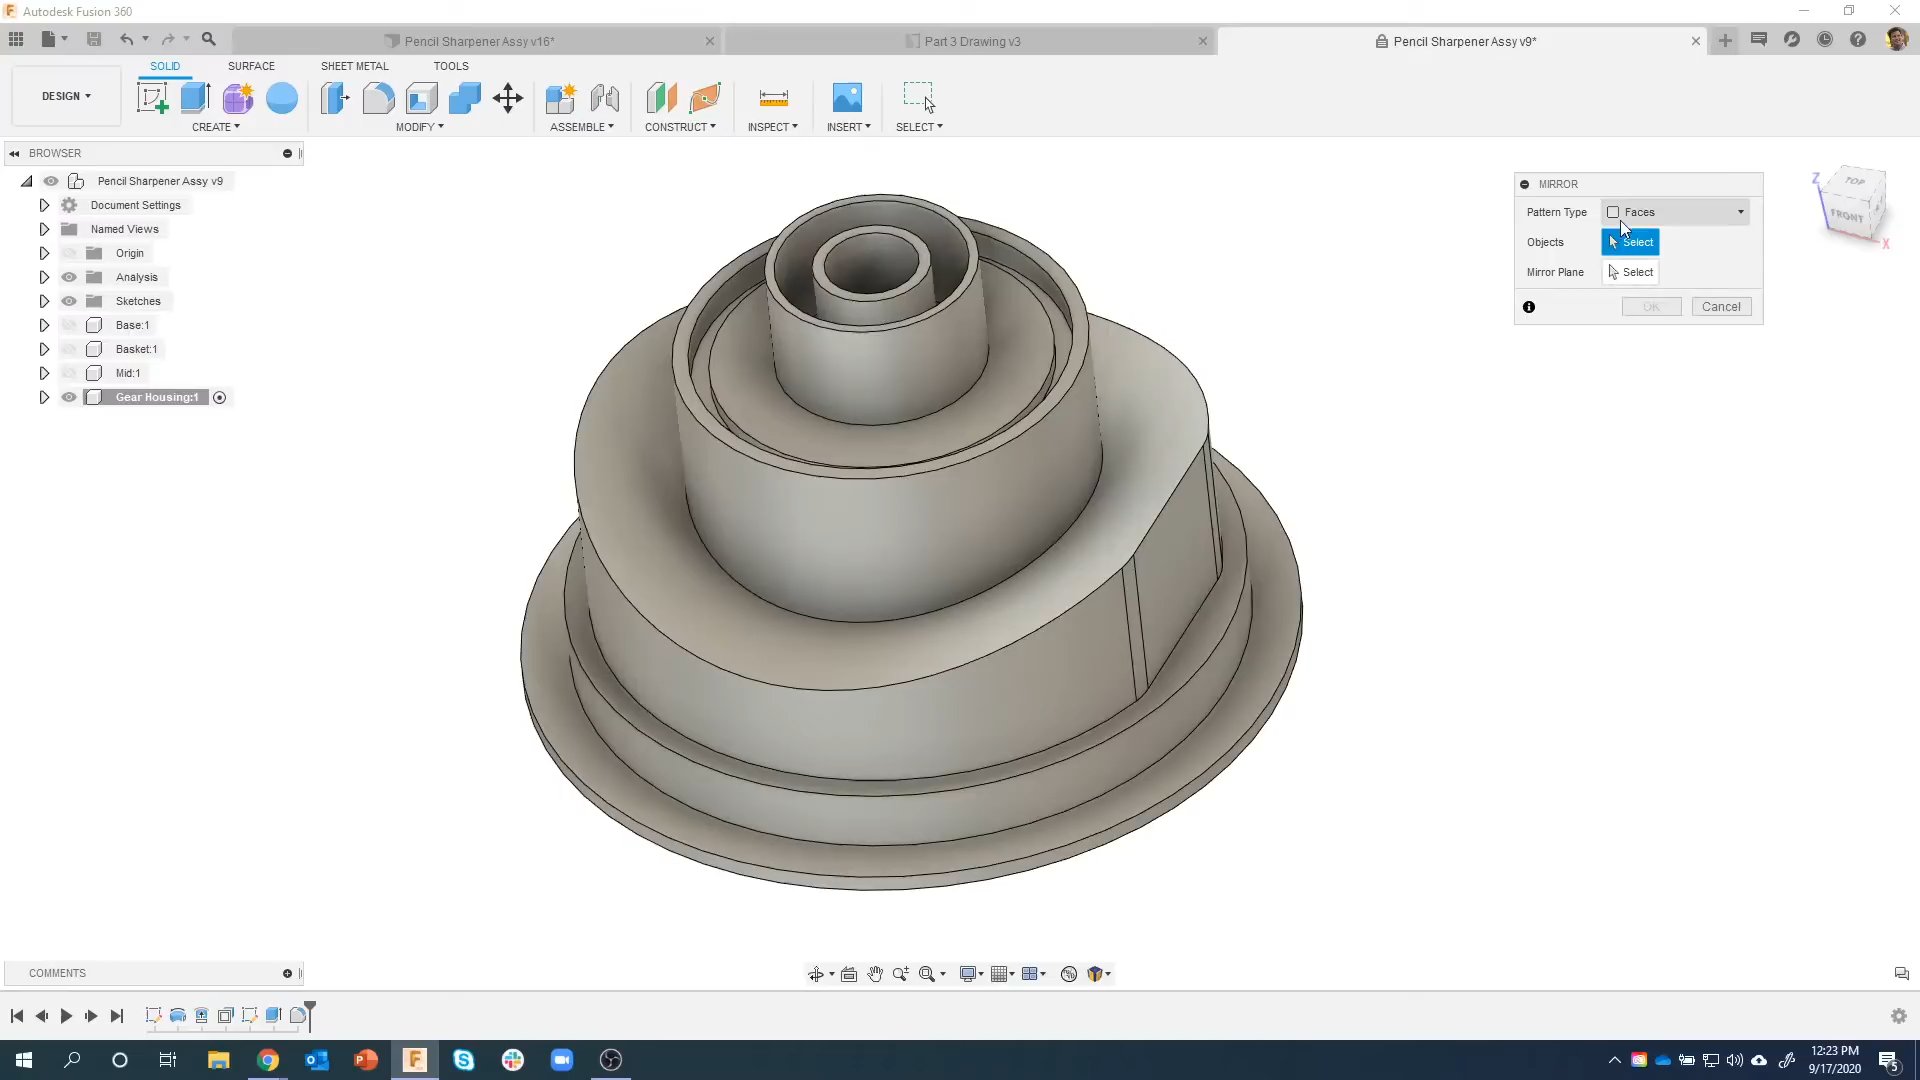 Autodesk Fusion 360
Pencil Sharpener Assy v16*
Part 3 Drawing v3
Pencil Sharpener Assy v9*
DESIGN
SOLID
SURFACE
SHEET METAL
TOOLS
CREATE
MODIFY
ASSEMBLE
CONSTRUCT
INSPECT
INSERT
SELECT
BROWSER
Pencil Sharpener Assy v9
Document Settings
Named Views
Origin
Analysis
Sketches
Base:1
Basket:1
Mid:1
Gear Housing:1
MIRROR
Pattern Type
Faces
Objects
Select
Mirror Plane
Select
OK
Cancel
TOP
FRONT
Z
X
COMMENTS
12:23 PM
9/17/2020
5